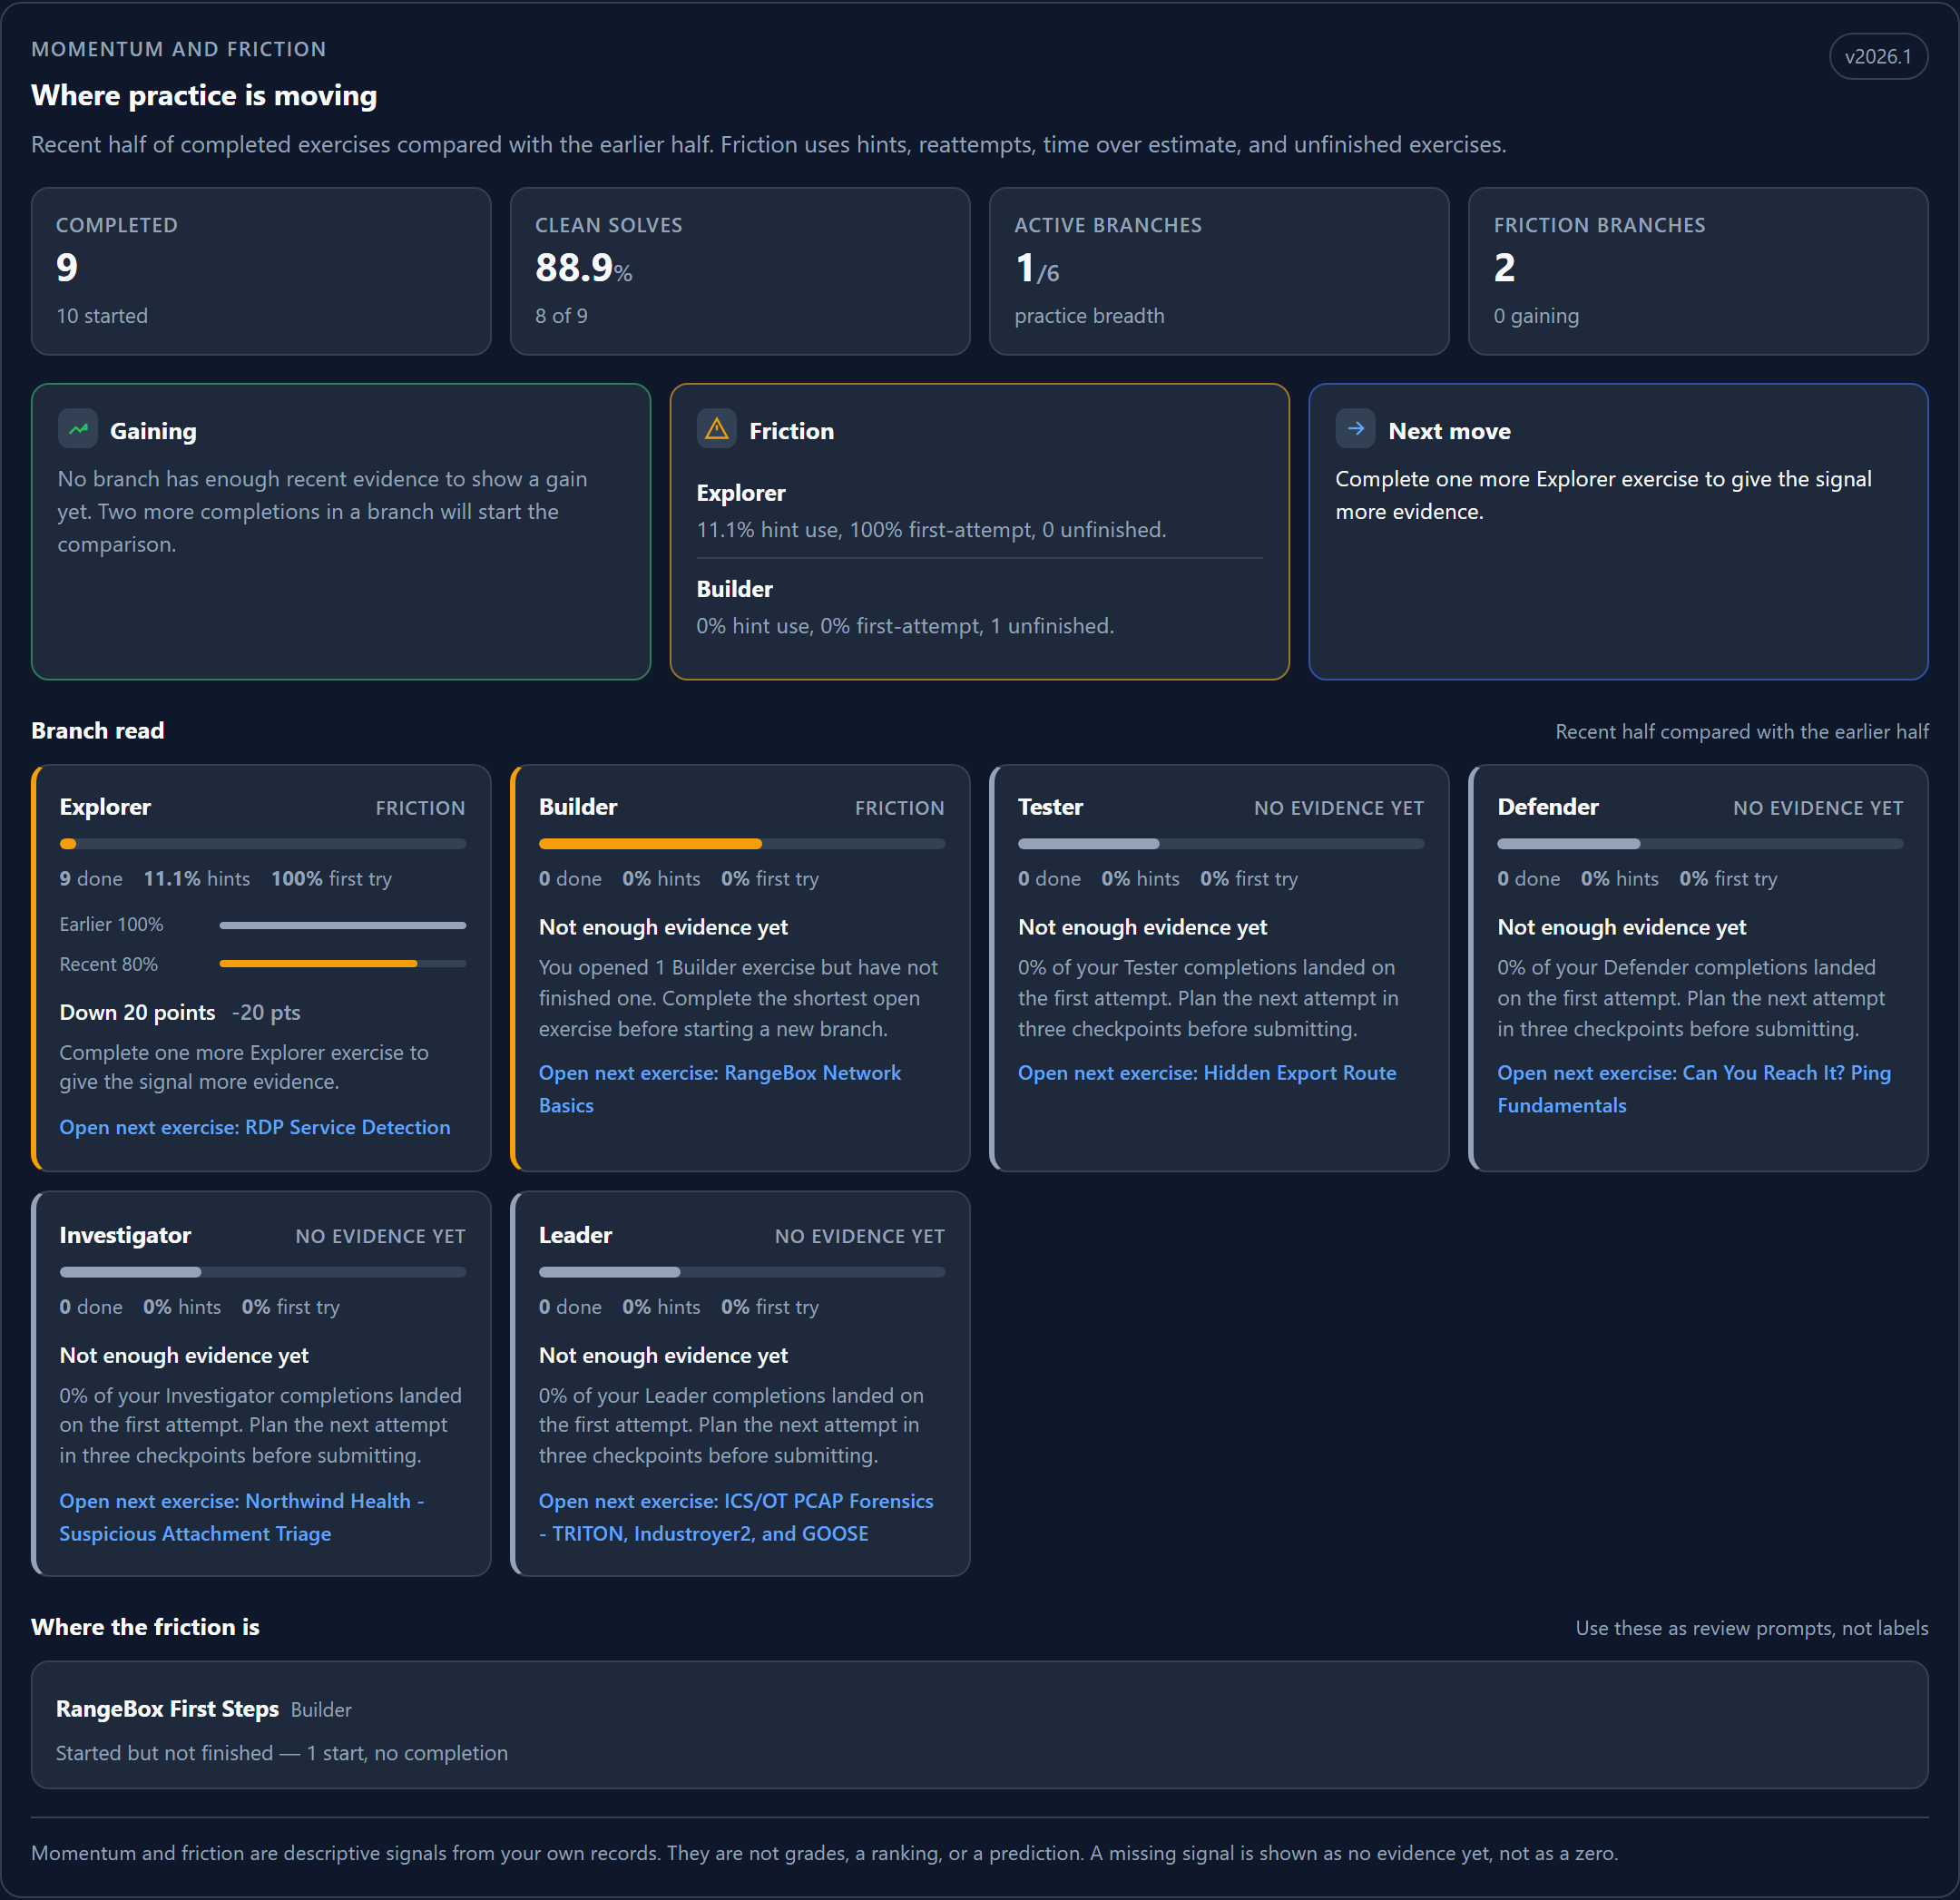 MOMENTUM AND FRICTION
v2026.1
Where practice is moving
Recent half of completed exercises compared with the earlier half. Friction uses hints, reattempts, time over estimate, and unfinished exercises.
COMPLETED
9
10 started
CLEAN SOLVES
88.9%
8 of 9
ACTIVE BRANCHES
1/6
practice breadth
FRICTION BRANCHES
2
0 gaining
Gaining
No branch has enough recent evidence to show a gain
yet. Two more completions in a branch will start the
comparison.
Friction
Explorer
11.1% hint use, 100% first-attempt, 0 unfinished.
Builder
0% hint use, 0% first-attempt, 1 unfinished.
Next move
Complete one more Explorer exercise to give the signal
more evidence.
Branch read
Recent half compared with the earlier half
Explorer FRICTION
9 done 11.1% hints 100% first try
Earlier 100%
Recent 80%
Down 20 points -20 pts
Complete one more Explorer exercise to
give the signal more evidence.
Open next exercise: RDP Service Detection
Builder FRICTION
0 done 0% hints 0% first try
Not enough evidence yet
You opened 1 Builder exercise but have not
finished one. Complete the shortest open
exercise before starting a new branch.
Open next exercise: RangeBox Network
Basics
Tester NO EVIDENCE YET
0 done 0% hints 0% first try
Not enough evidence yet
0% of your Tester completions landed on
the first attempt. Plan the next attempt in
three checkpoints before submitting.
Open next exercise: Hidden Export Route
Defender NO EVIDENCE YET
0 done 0% hints 0% first try
Not enough evidence yet
0% of your Defender completions landed
on the first attempt. Plan the next attempt
in three checkpoints before submitting.
Open next exercise: Can You Reach It? Ping
Fundamentals
Investigator NO EVIDENCE YET
0 done 0% hints 0% first try
Not enough evidence yet
0% of your Investigator completions landed
on the first attempt. Plan the next attempt
in three checkpoints before submitting.
Open next exercise: Northwind Health -
Suspicious Attachment Triage
Leader NO EVIDENCE YET
0 done 0% hints 0% first try
Not enough evidence yet
0% of your Leader completions landed on
the first attempt. Plan the next attempt in
three checkpoints before submitting.
Open next exercise: ICS/OT PCAP Forensics
- TRITON, Industroyer2, and GOOSE
Where the friction is
Use these as review prompts, not labels
RangeBox First Steps Builder
Started but not finished — 1 start, no completion
Momentum and friction are descriptive signals from your own records. They are not grades, a ranking, or a prediction. A missing signal is shown as no evidence yet, not as a zero.